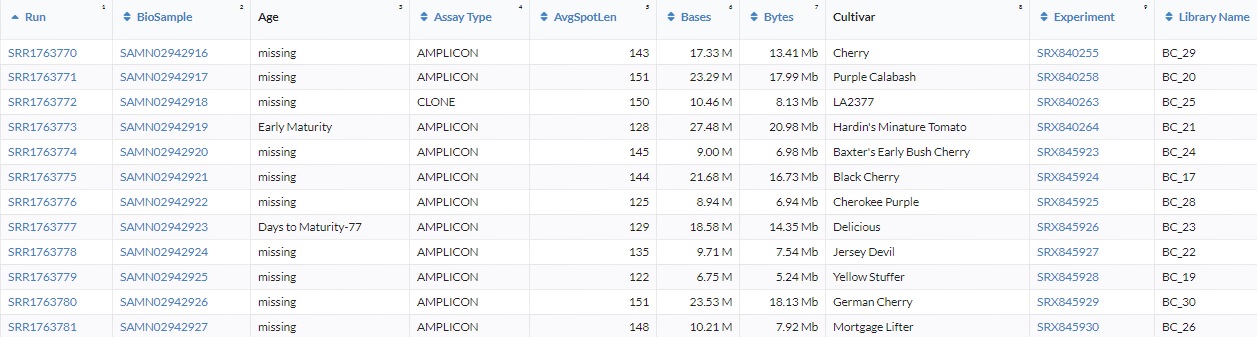 Run 1 BioSample 2 Age 3 Assay Type 4 AvgSpotLen 5 Bases 6 Bytes 7 Cultivar 8 Experiment 9 Library Name
SRR1763770 SAMN02942916 missing AMPLICON 143 17.33 M 13.41 Mb Cherry SRX840255 BC_29
SRR1763771 SAMN02942917 missing AMPLICON 151 23.29 M 17.99 Mb Purple Calabash SRX840258 BC_20
SRR1763772 SAMN02942918 missing CLONE 150 10.46 M 8.13 Mb LA2377 SRX840263 BC_25
SRR1763773 SAMN02942919 Early Maturity AMPLICON 128 27.48 M 20.98 Mb Hardin's Minature Tomato SRX840264 BC_21
SRR1763774 SAMN02942920 missing AMPLICON 145 9.00 M 6.98 Mb Baxter's Early Bush Cherry SRX845923 BC_24
SRR1763775 SAMN02942921 missing AMPLICON 144 21.68 M 16.73 Mb Black Cherry SRX845924 BC_17
SRR1763776 SAMN02942922 missing AMPLICON 125 8.94 M 6.94 Mb Cherokee Purple SRX845925 BC_28
SRR1763777 SAMN02942923 Days to Maturity-77 AMPLICON 129 18.58 M 14.35 Mb Delicious SRX845926 BC_23
SRR1763778 SAMN02942924 missing AMPLICON 135 9.71 M 7.54 Mb Jersey Devil SRX845927 BC_22
SRR1763779 SAMN02942925 missing AMPLICON 122 6.75 M 5.24 Mb Yellow Stuffer SRX845928 BC_19
SRR1763780 SAMN02942926 missing AMPLICON 151 23.53 M 18.13 Mb German Cherry SRX845929 BC_30
SRR1763781 SAMN02942927 missing AMPLICON 148 10.21 M 7.92 Mb Mortgage Lifter SRX845930 BC_26